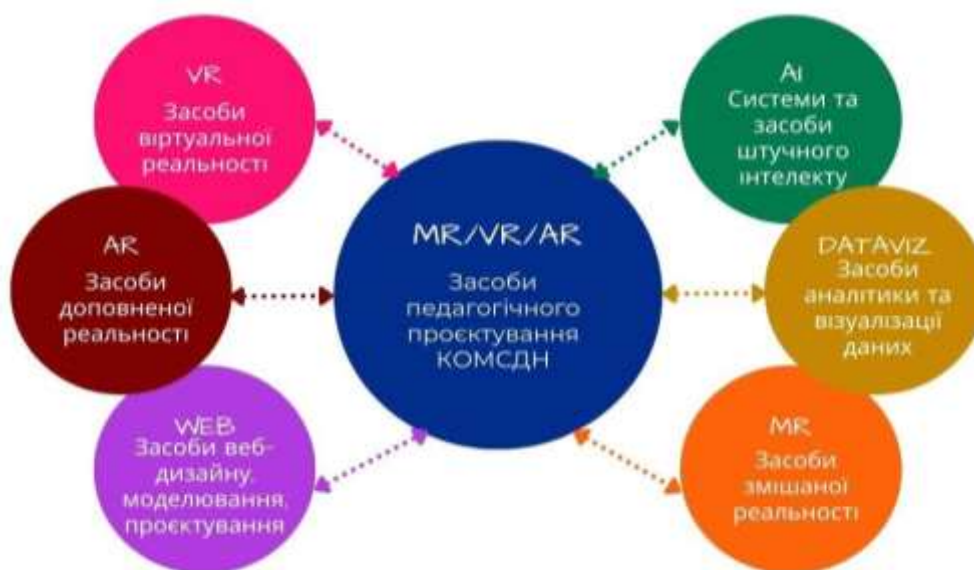 VR
Засоби
віртуальної
реальності
AR
Засоби
доповненої
реальності
WEB
Засоби веб-
дизайну,
моделювання,
проєктування
MR/VR/AR
Засоби
педагогічного
проєктування
КОМСДН
AI
Системи та
засоби
штучного
інтелекту
DATAVIZ
Засоби
аналітики та
візуалізації
даних
MR
Засоби
змішаної
реальності